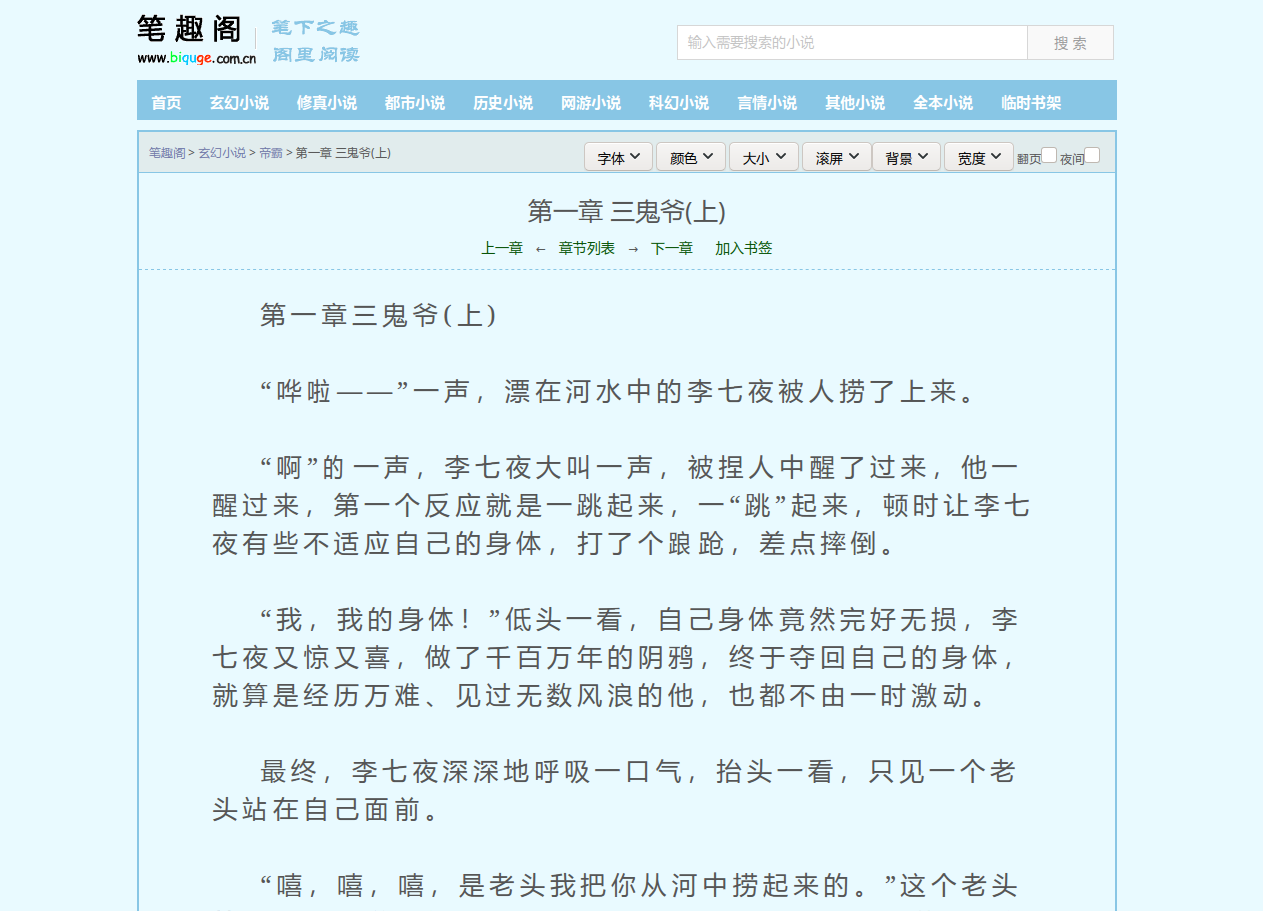 笔趣阁
笔下之趣
阁里阅读
www.biquge.com.cn
输入需要搜索的小说
搜 索
首页 玄幻小说 修真小说 都市小说 历史小说 网游小说 科幻小说 言情小说 其他小说 全本小说 临时书架
笔趣阁 > 玄幻小说 > 帝霸 > 第一章 三鬼爷(上)
字体 颜色 大小 滚屏 背景 宽度 翻页 夜间
第一章 三鬼爷(上)
上一章 ← 章节列表 → 下一章 加入书签
第一章三鬼爷(上)
“哗啦——”一声，漂在河水中的李七夜被人捞了上来。
“啊”的一声，李七夜大叫一声，被捏人中醒了过来，他一
醒过来，第一个反应就是一跳起来，一“跳”起来，顿时让李七
夜有些不适应自己的身体，打了个踉跄，差点摔倒。
“我，我的身体！”低头一看，自己身体竟然完好无损，李
七夜又惊又喜，做了千百万年的阴鸦，终于夺回自己的身体，
就算是经历万难、见过无数风浪的他，也都不由一时激动。
最终，李七夜深深地呼吸一口气，抬头一看，只见一个老
头站在自己面前。
“嘻，嘻，嘻，是老头我把你从河中捞起来的。”这个老头